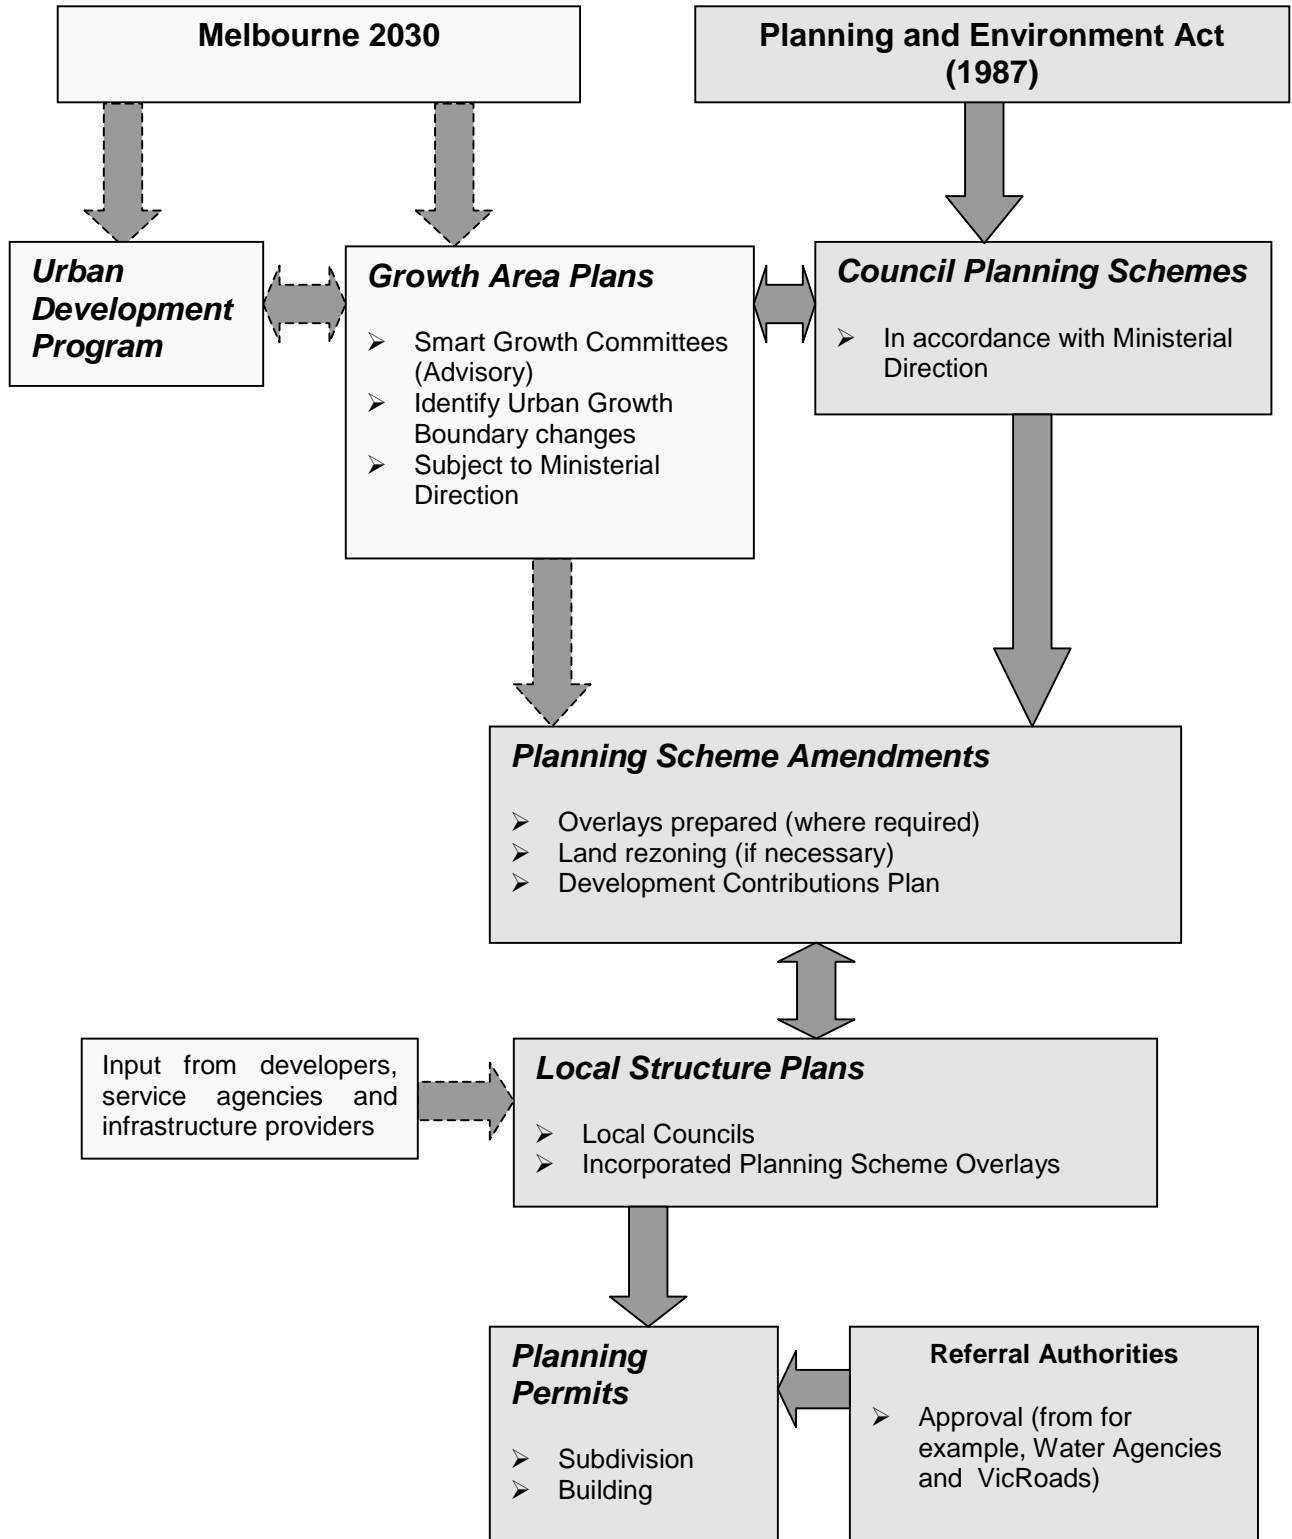 Melbourne 2030
Planning and Environment Act
(1987)
Urban
Development
Program
Growth Area Plans
➢ Smart Growth Committees
(Advisory)
➢ Identify Urban Growth
Boundary changes
➢ Subject to Ministerial
Direction
Council Planning Schemes
➢ In accordance with Ministerial
Direction
Planning Scheme Amendments
➢ Overlays prepared (where required)
➢ Land rezoning (if necessary)
➢ Development Contributions Plan
Input from developers,
service agencies and
infrastructure providers
Local Structure Plans
➢ Local Councils
➢ Incorporated Planning Scheme Overlays
Planning
Permits
➢ Subdivision
➢ Building
Referral Authorities
➢ Approval (from for
example, Water Agencies
and VicRoads)